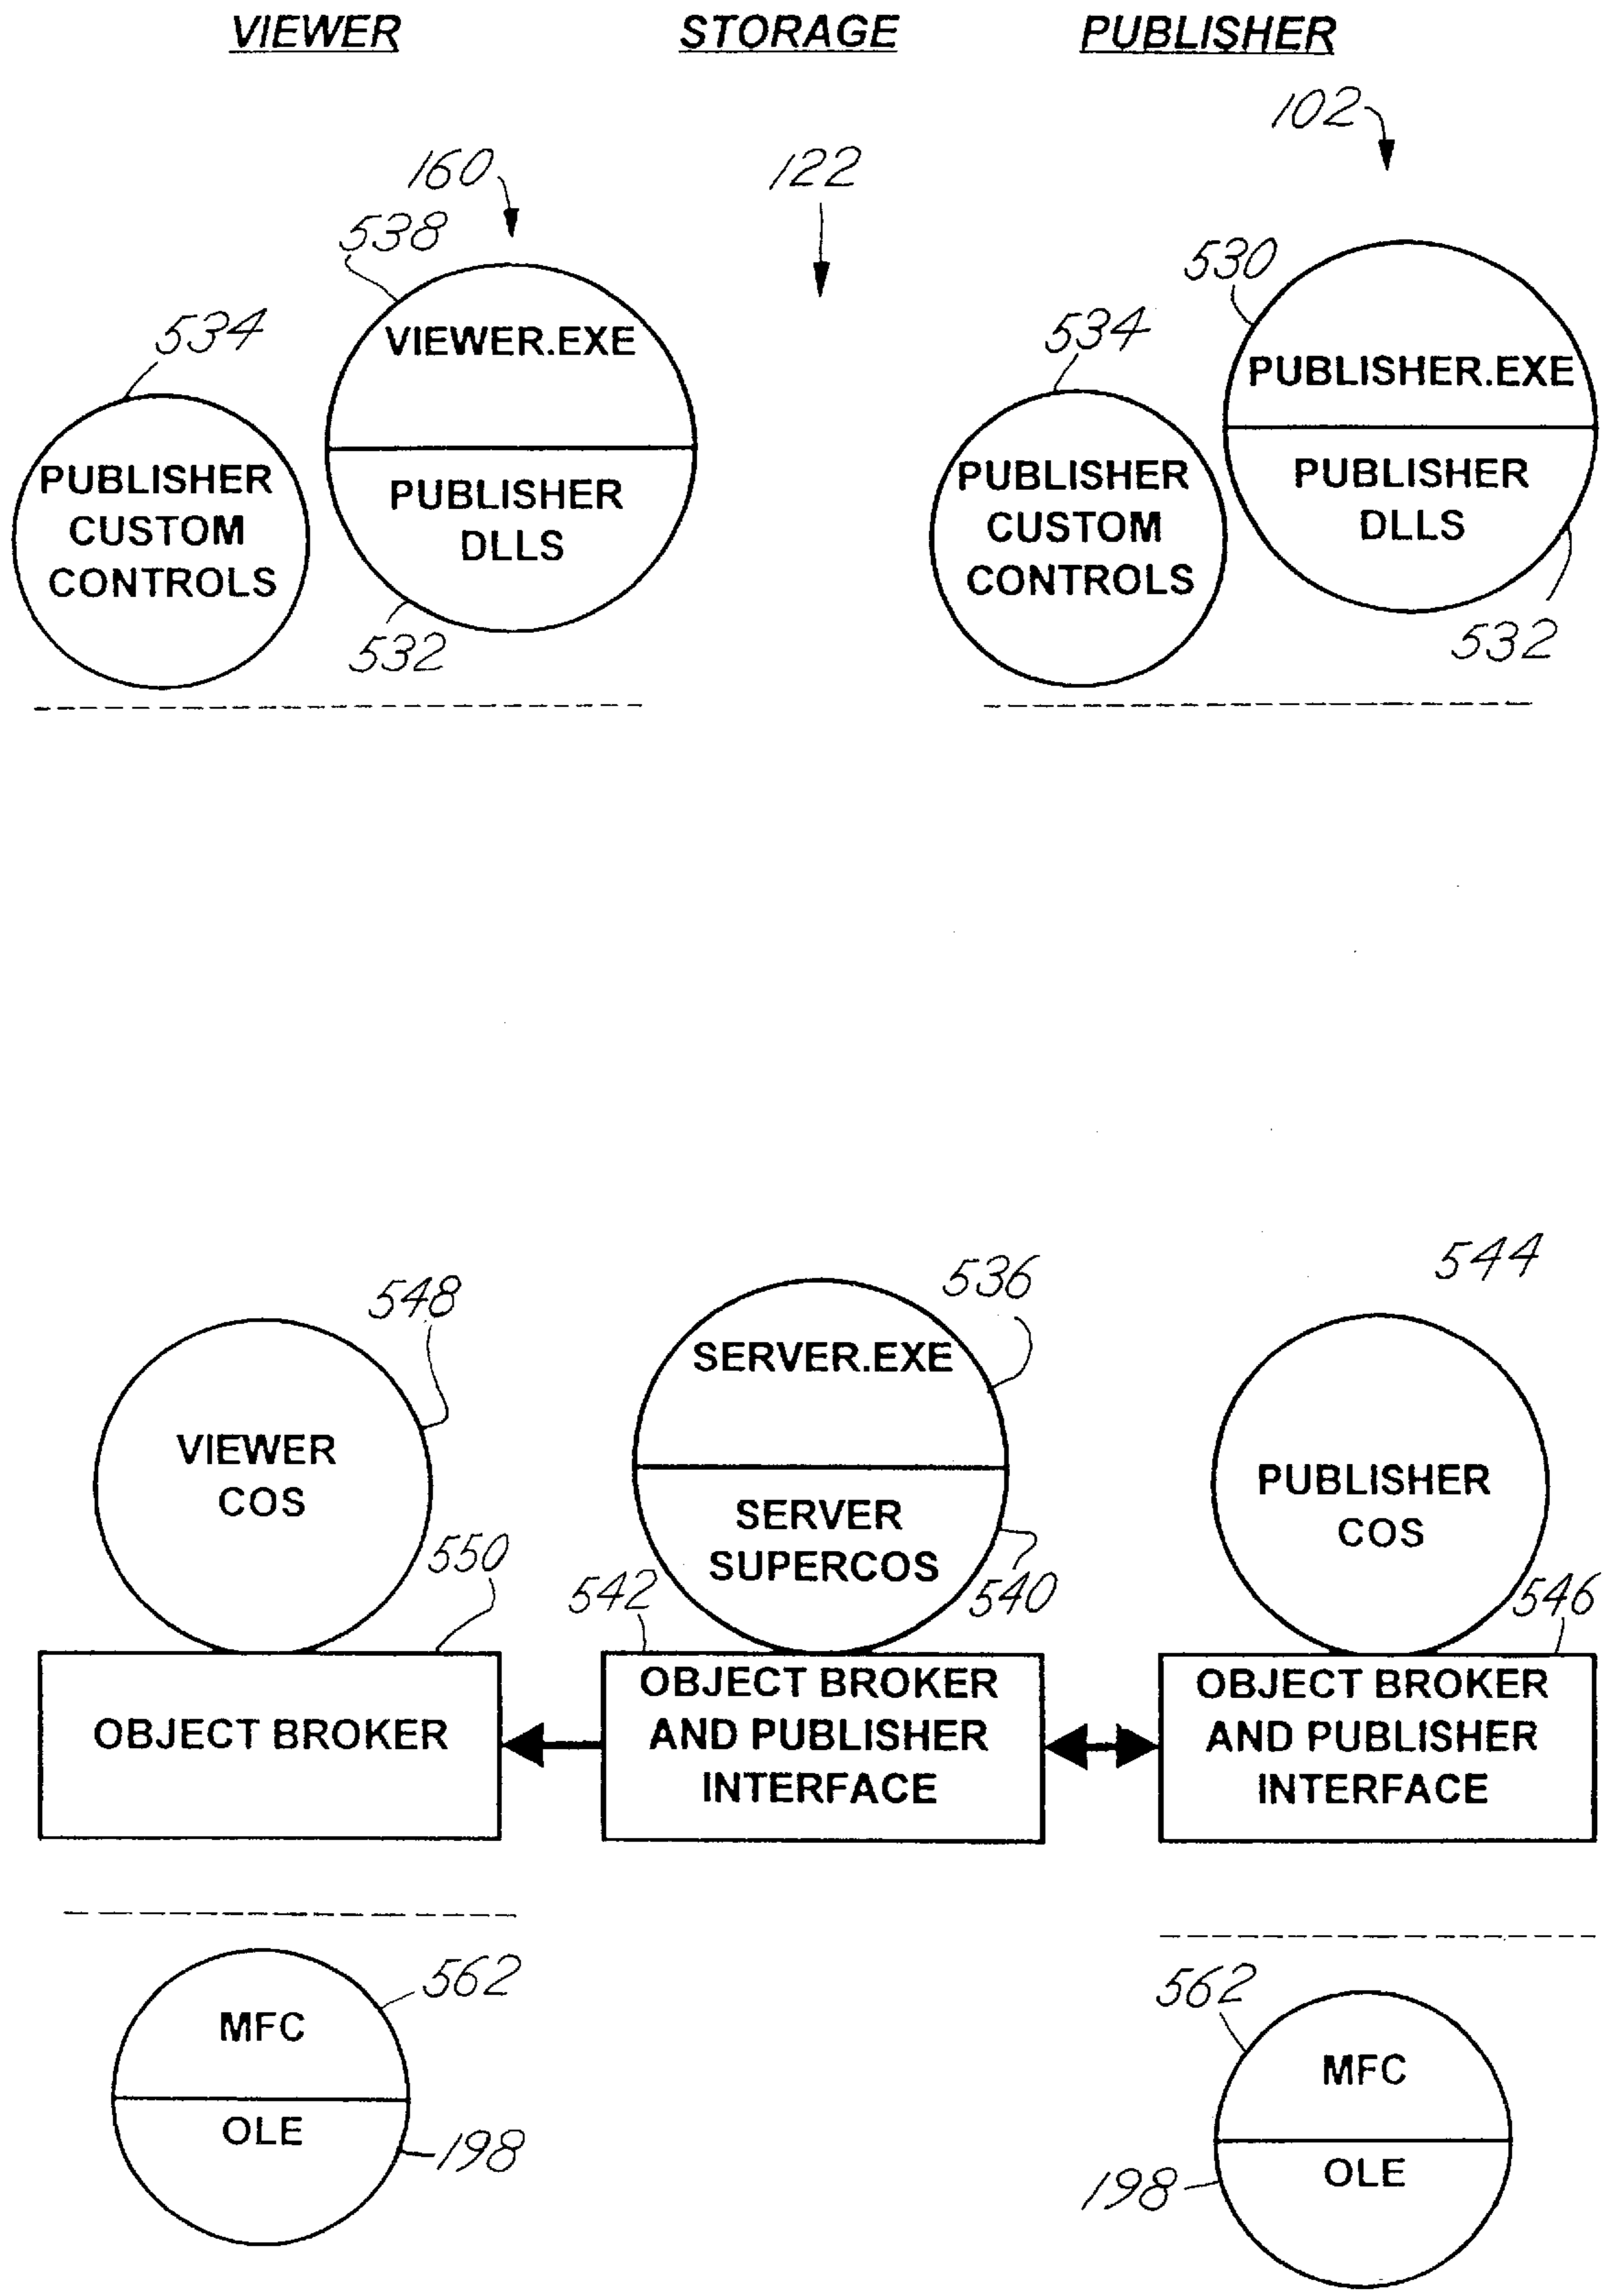 VIEWER STORAGE PUBLISHER
102
160
122
538
530
534
534
VIEWER.EXE
PUBLISHER.EXE
PUBLISHER
CUSTOM
CONTROLS
PUBLISHER
DLLS
PUBLISHER
CUSTOM
CONTROLS
PUBLISHER
DLLS
532
532
544
536
548
SERVER.EXE
VIEWER
COS
PUBLISHER
COS
SERVER
SUPERCOS
550
542
540
546
OBJECT BROKER
OBJECT BROKER
AND PUBLISHER
INTERFACE
OBJECT BROKER
AND PUBLISHER
INTERFACE
562
562
MFC
MFC
OLE
OLE
198
198